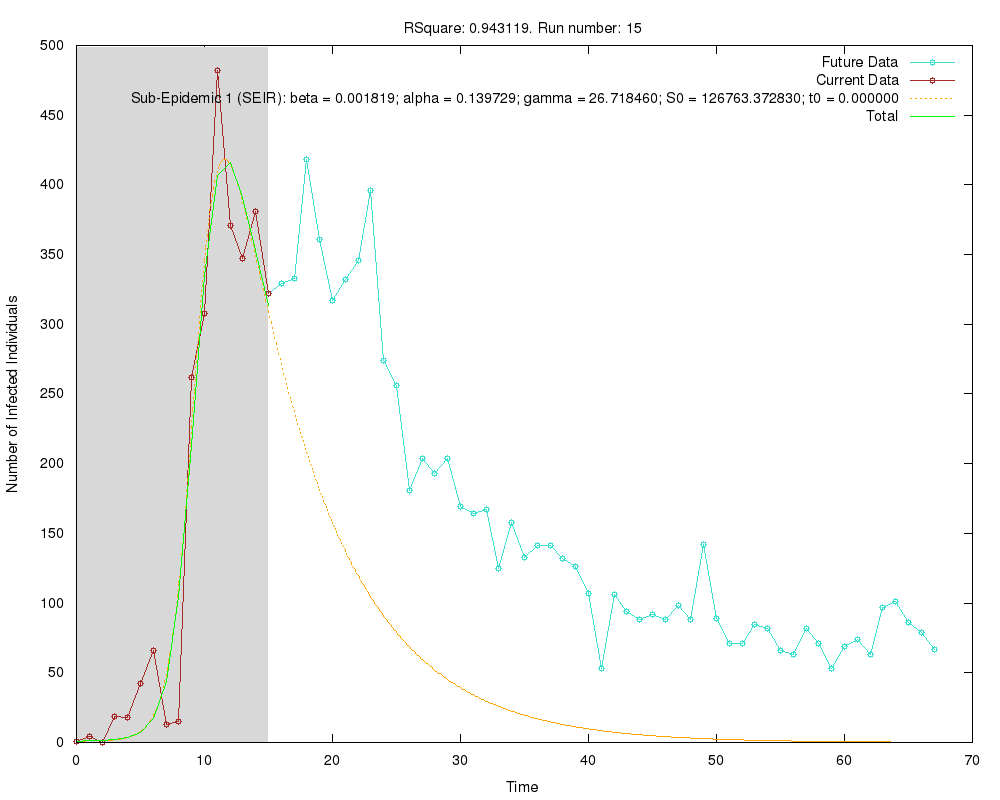 RSquare: 0.943119. Run number: 15
500
450
400
350
300
250
200
150
100
50
0
Number of Infected Individuals
Future Data
Current Data
Sub-Epidemic 1 (SEIR): beta = 0.001819; alpha = 0.139729; gamma = 26.718460; S0 = 126763.372830; t0 = 0.000000
Total
0 10 20 30 40 50 60 70
Time